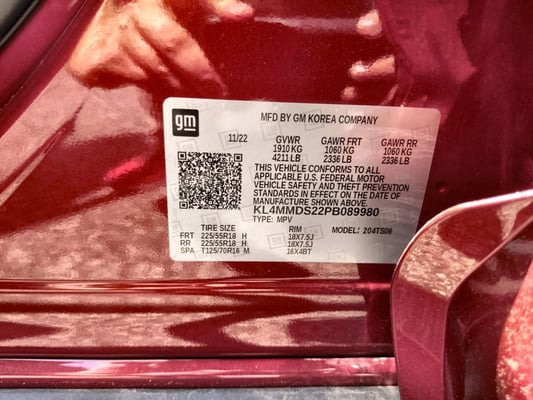 gm
MFD BY GM KOREA COMPANY
11/22 GVWR GAWR FRT GAWR RR
1910 KG 1060 KG 1060 KG
4211 LB 2336 LB 2336 LB
THIS VEHICLE CONFORMS TO ALL
APPLICABLE U.S. FEDERAL MOTOR
VEHICLE SAFETY AND THEFT PREVENTION
STANDARDS IN EFFECT ON THE DATE OF
MANUFACTURE SHOWN ABOVE.
KL4MMDS22PB089980
TYPE: MPV
TIRE SIZE RIM MODEL: 204TS06
FRT 225/55R18 H 18X7.5J
RR 225/55R18 H 18X7.5J
SPA T125/70R16 M 16X4BT